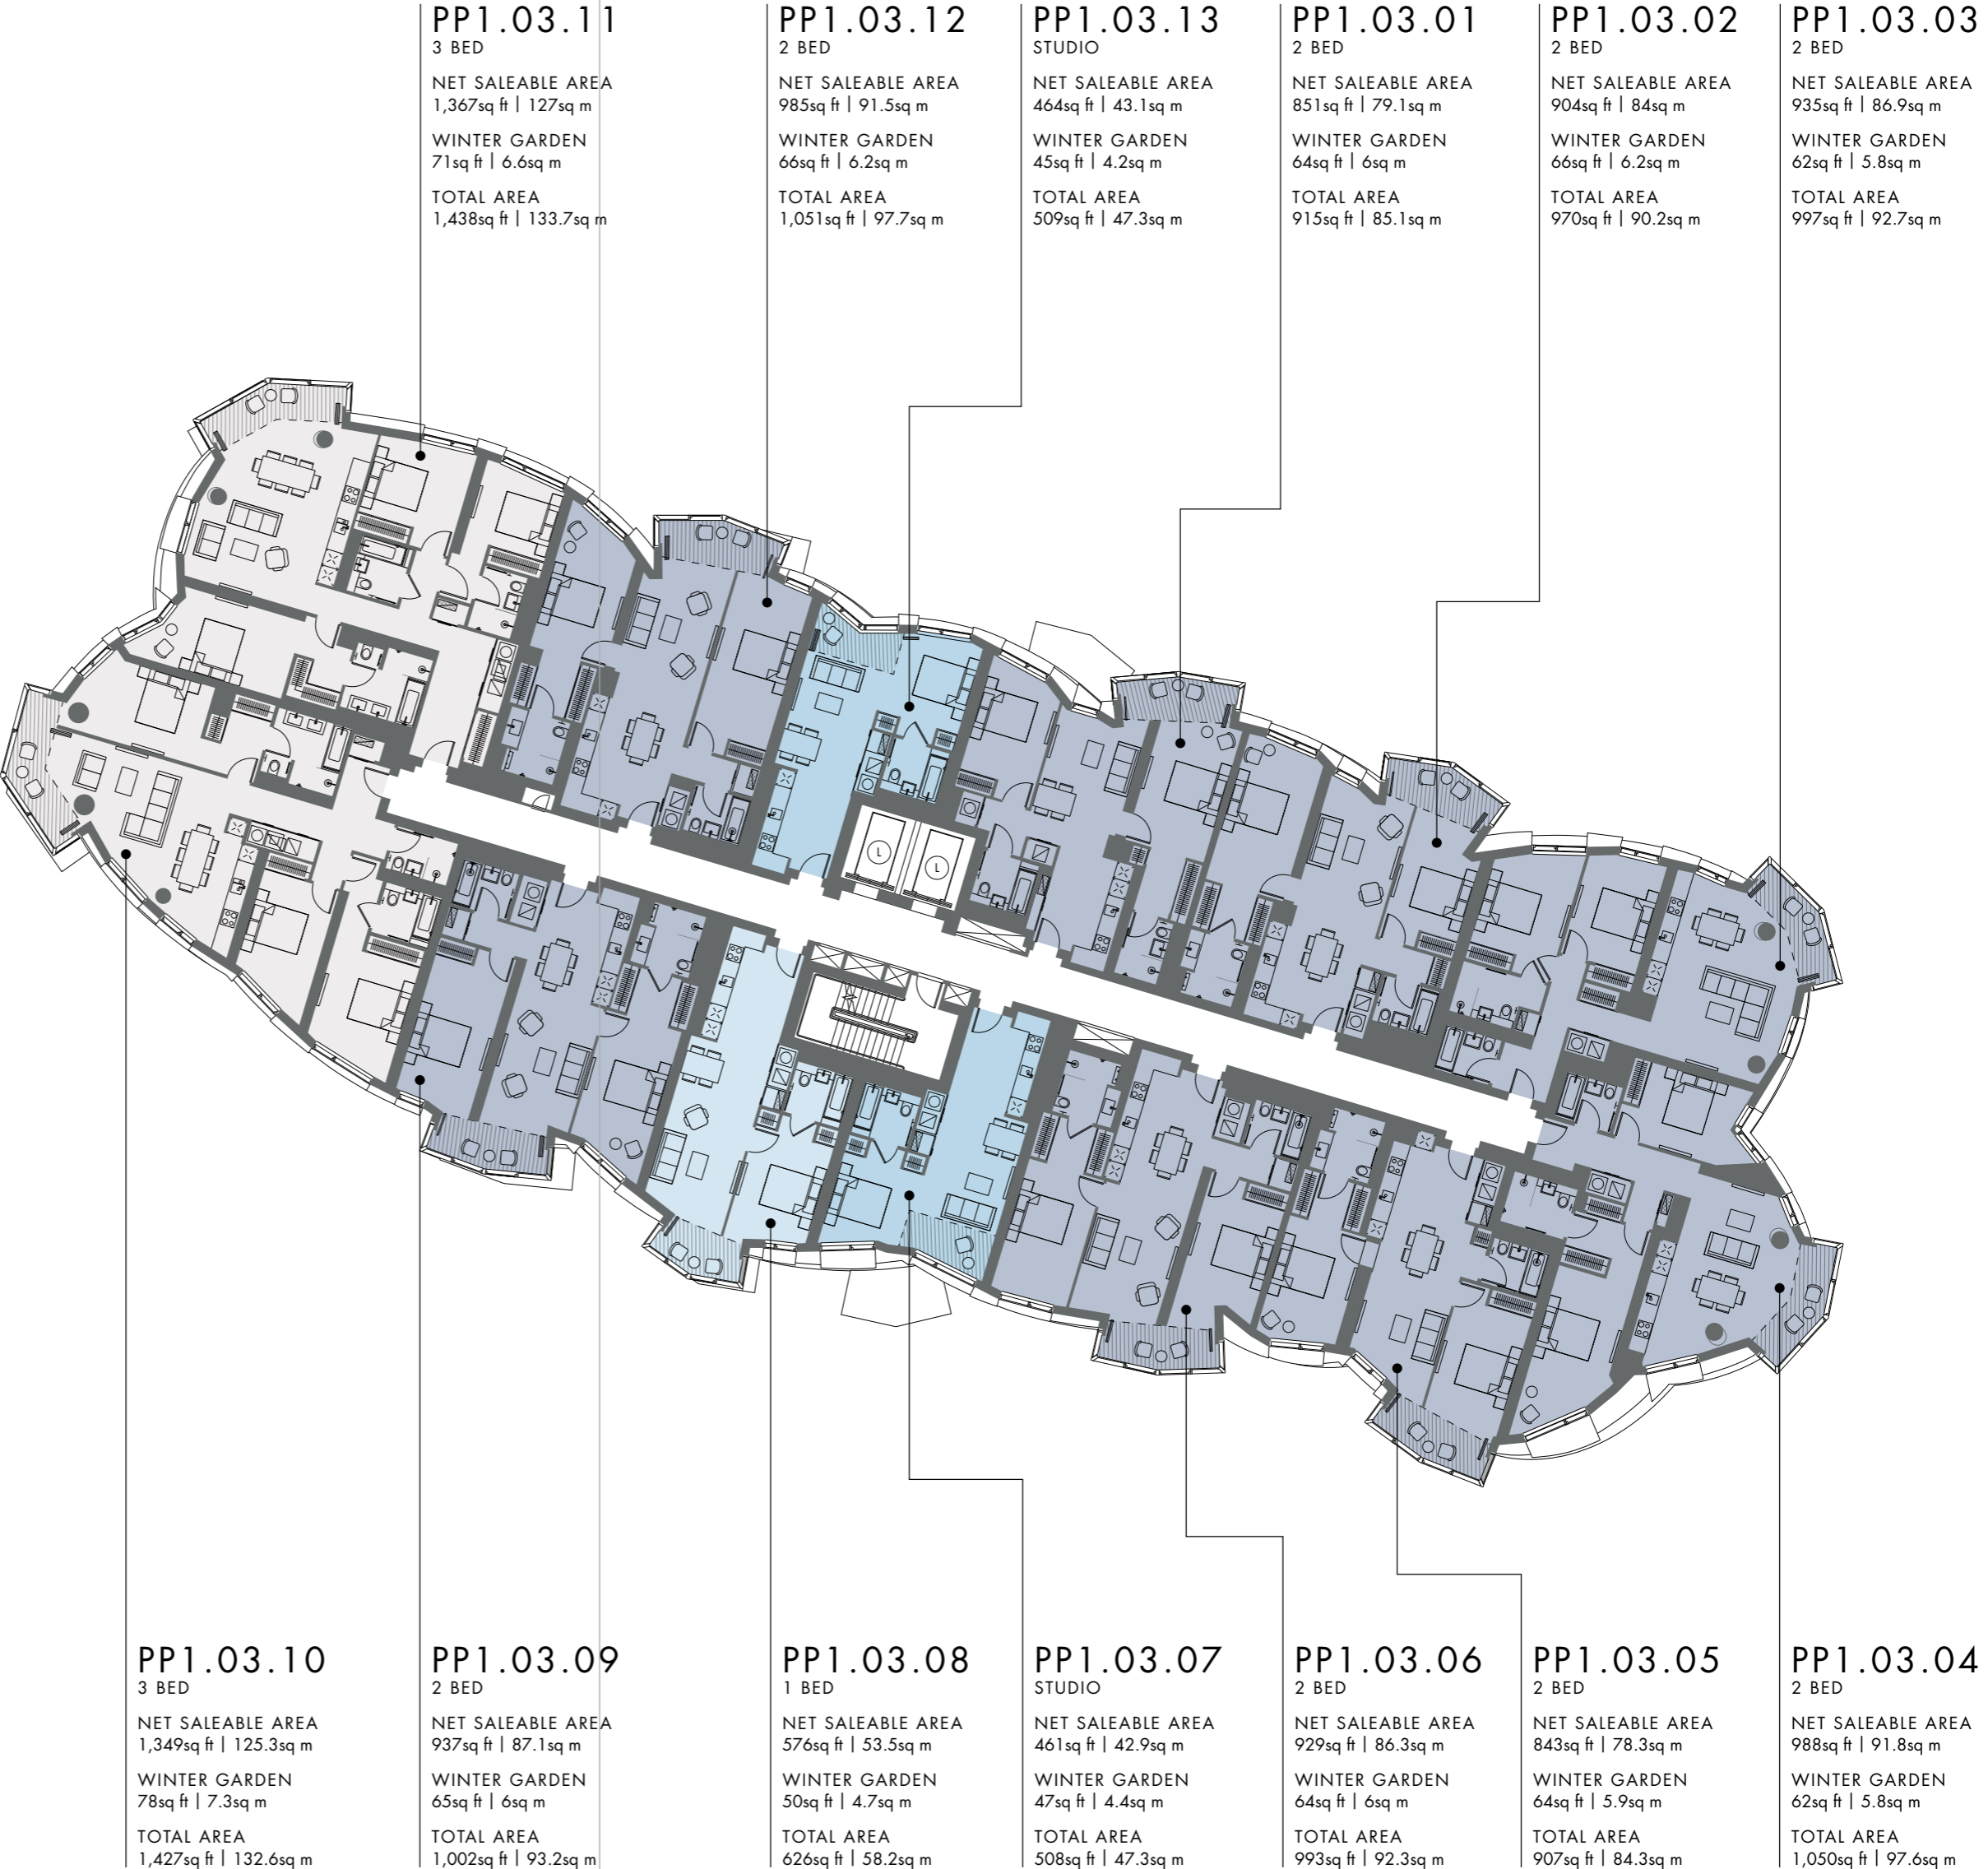 PP1.03.11
3 BED
NET SALEABLE AREA
1,367sq ft | 127sq m
WINTER GARDEN
71sq ft | 6.6sq m
TOTAL AREA
1,438sq ft | 133.7sq m
PP1.03.12
2 BED
NET SALEABLE AREA
985sq ft | 91.5sq m
WINTER GARDEN
66sq ft | 6.2sq m
TOTAL AREA
1,051sq ft | 97.7sq m
PP1.03.13
STUDIO
NET SALEABLE AREA
464sq ft | 43.1sq m
WINTER GARDEN
45sq ft | 4.2sq m
TOTAL AREA
509sq ft | 47.3sq m
PP1.03.01
2 BED
NET SALEABLE AREA
851sq ft | 79.1sq m
WINTER GARDEN
64sq ft | 6sq m
TOTAL AREA
915sq ft | 85.1sq m
PP1.03.02
2 BED
NET SALEABLE AREA
904sq ft | 84sq m
WINTER GARDEN
66sq ft | 6.2sq m
TOTAL AREA
970sq ft | 90.2sq m
PP1.03.03
2 BED
NET SALEABLE AREA
935sq ft | 86.9sq m
WINTER GARDEN
62sq ft | 5.8sq m
TOTAL AREA
997sq ft | 92.7sq m
L
L
PP1.03.10
3 BED
NET SALEABLE AREA
1,349sq ft | 125.3sq m
WINTER GARDEN
78sq ft | 7.3sq m
TOTAL AREA
1,427sq ft | 132.6sq m
PP1.03.09
2 BED
NET SALEABLE AREA
937sq ft | 87.1sq m
WINTER GARDEN
65sq ft | 6sq m
TOTAL AREA
1,002sq ft | 93.2sq m
PP1.03.08
1 BED
NET SALEABLE AREA
576sq ft | 53.5sq m
WINTER GARDEN
50sq ft | 4.7sq m
TOTAL AREA
626sq ft | 58.2sq m
PP1.03.07
STUDIO
NET SALEABLE AREA
461sq ft | 42.9sq m
WINTER GARDEN
47sq ft | 4.4sq m
TOTAL AREA
508sq ft | 47.3sq m
PP1.03.06
2 BED
NET SALEABLE AREA
929sq ft | 86.3sq m
WINTER GARDEN
64sq ft | 6sq m
TOTAL AREA
993sq ft | 92.3sq m
PP1.03.05
2 BED
NET SALEABLE AREA
843sq ft | 78.3sq m
WINTER GARDEN
64sq ft | 5.9sq m
TOTAL AREA
907sq ft | 84.3sq m
PP1.03.04
2 BED
NET SALEABLE AREA
988sq ft | 91.8sq m
WINTER GARDEN
62sq ft | 5.8sq m
TOTAL AREA
1,050sq ft | 97.6sq m